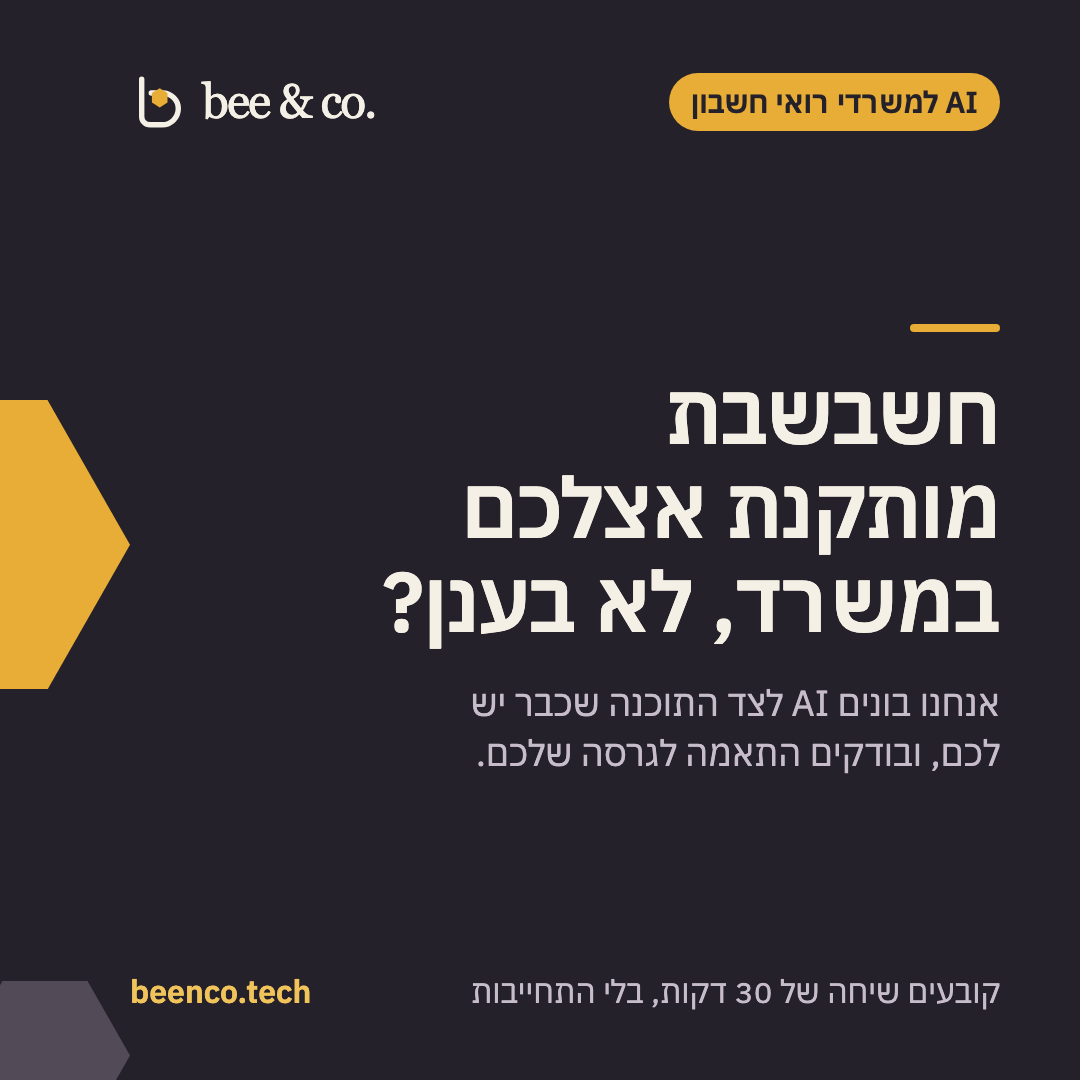 AI למשרדי רואי חשבון
bee & co.
חשבשבת
מותקנת אצלכם
במשרד, לא בענן?
אנחנו בונים AI לצד התוכנה שכבר יש
לכם, ובודקים התאמה לגרסה שלכם.
קובעים שיחה של 30 דקות, בלי התחייבות
beenco.tech